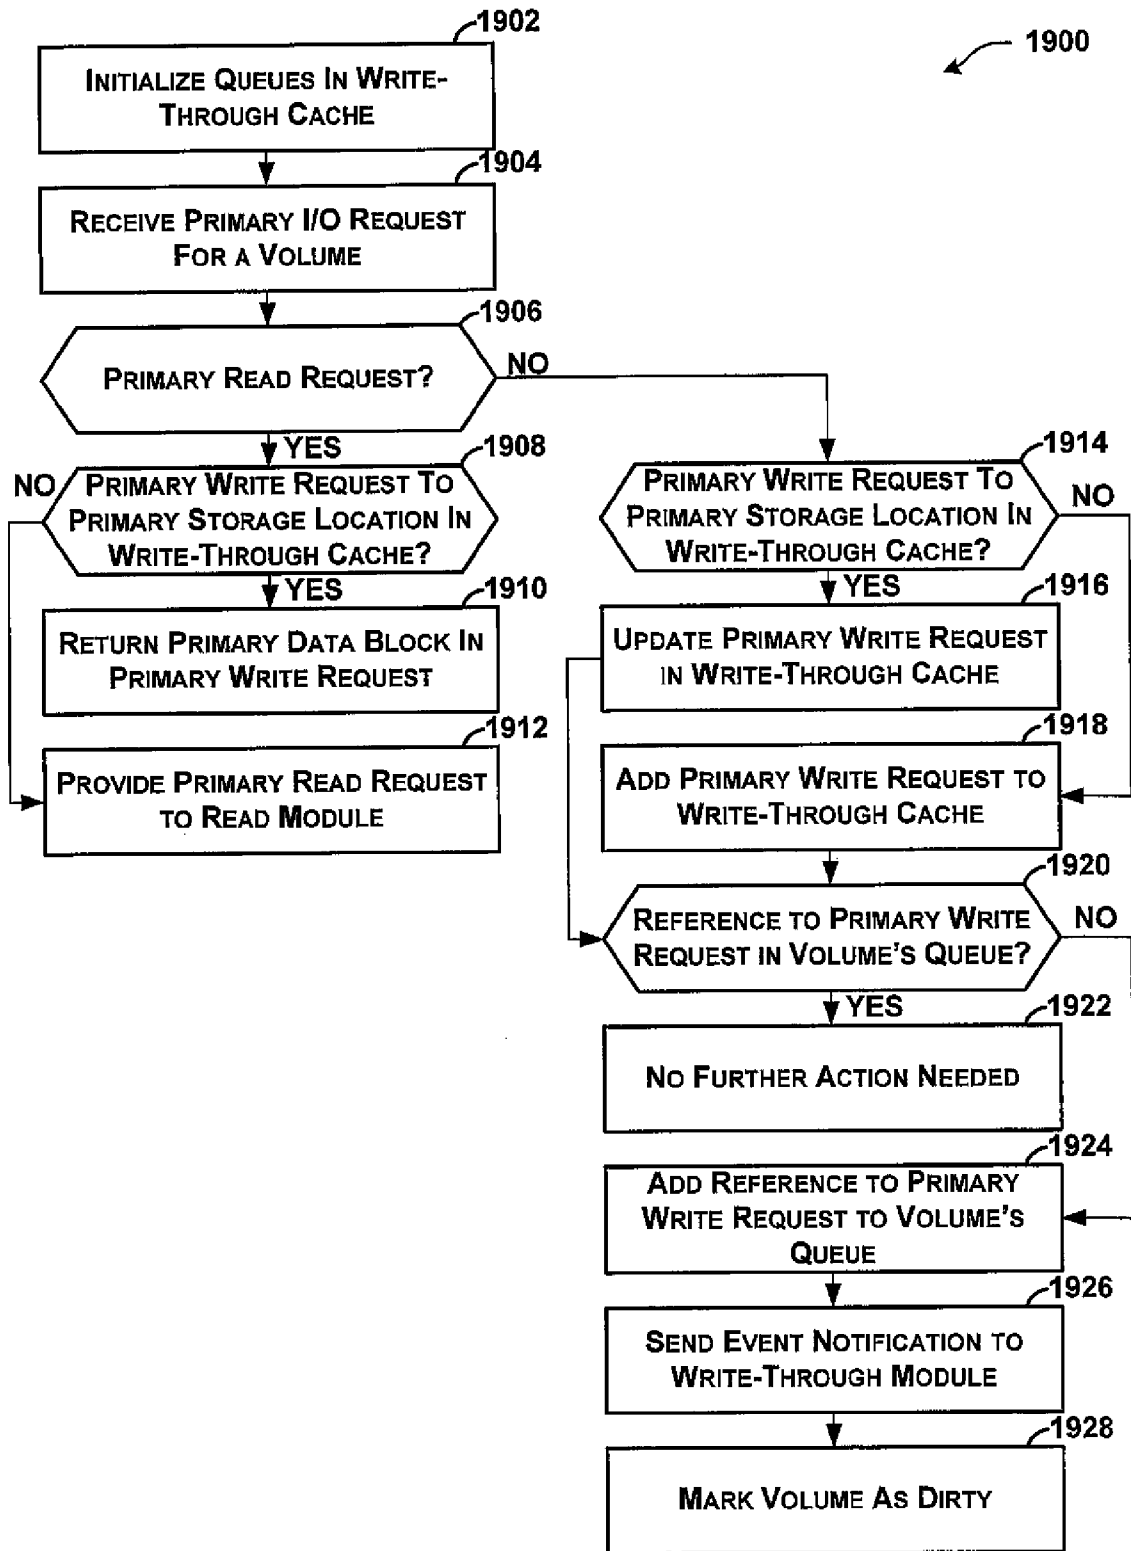 1902
1900
INITIALIZE QUEUES IN WRITE-
THROUGH CACHE
1904
RECEIVE PRIMARY I/O REQUEST
FOR A VOLUME
1906
PRIMARY READ REQUEST?
NO
YES
1908
NO
PRIMARY WRITE REQUEST TO
PRIMARY STORAGE LOCATION IN
WRITE-THROUGH CACHE?
YES
1910
RETURN PRIMARY DATA BLOCK IN
PRIMARY WRITE REQUEST
1912
PROVIDE PRIMARY READ REQUEST
TO READ MODULE
1914
PRIMARY WRITE REQUEST TO
PRIMARY STORAGE LOCATION IN
WRITE-THROUGH CACHE?
NO
YES
1916
UPDATE PRIMARY WRITE REQUEST
IN WRITE-THROUGH CACHE
1918
ADD PRIMARY WRITE REQUEST TO
WRITE-THROUGH CACHE
1920
REFERENCE TO PRIMARY WRITE
REQUEST IN VOLUME'S QUEUE?
NO
YES
1922
NO FURTHER ACTION NEEDED
1924
ADD REFERENCE TO PRIMARY
WRITE REQUEST TO VOLUME'S
QUEUE
1926
SEND EVENT NOTIFICATION TO
WRITE-THROUGH MODULE
1928
MARK VOLUME AS DIRTY